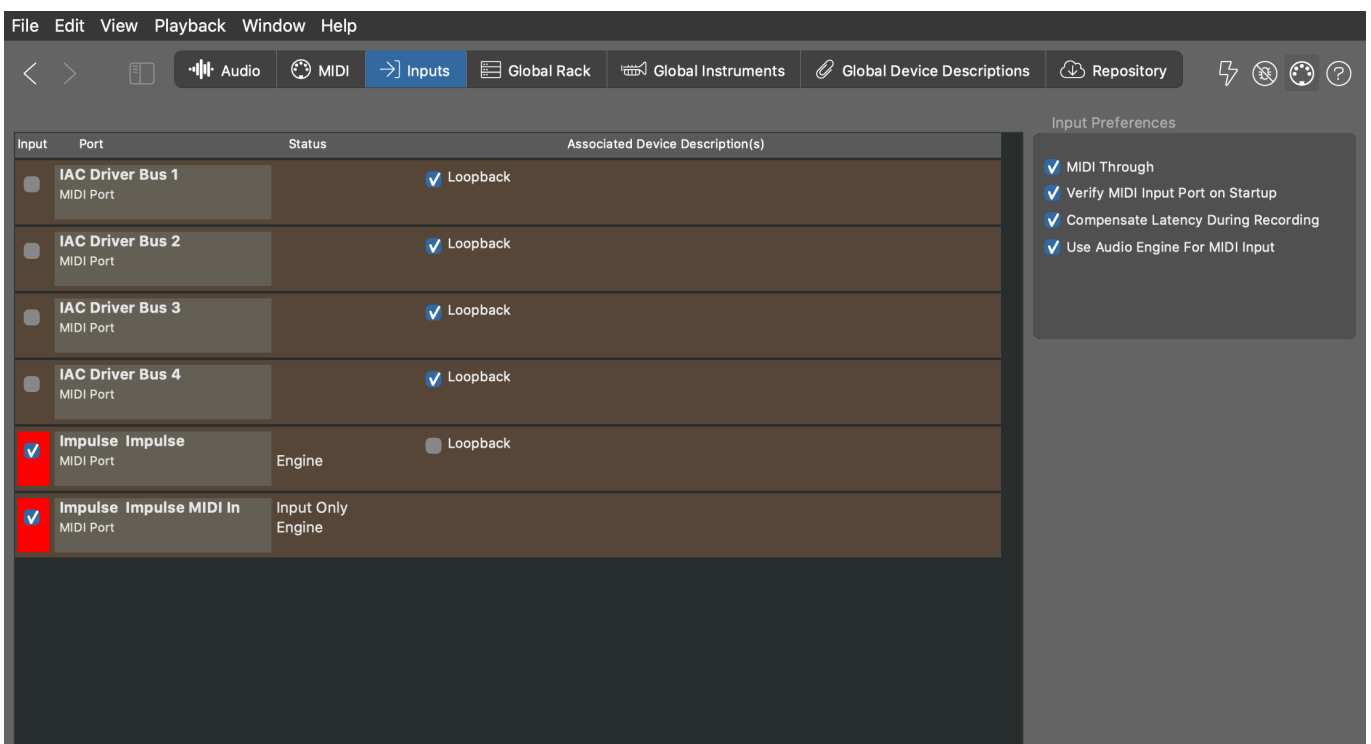 File Edit View Playback Window Help
Audio MIDI Inputs Global Rack Global Instruments Global Device Descriptions Repository
Input Preferences
Input Port Status Associated Device Description(s)
IAC Driver Bus 1
MIDI Port
Loopback
IAC Driver Bus 2
MIDI Port
Loopback
IAC Driver Bus 3
MIDI Port
Loopback
IAC Driver Bus 4
MIDI Port
Loopback
Impulse  Impulse
MIDI Port
Engine
Loopback
Impulse  Impulse MIDI In
MIDI Port
Input Only
Engine
MIDI Through
Verify MIDI Input Port on Startup
Compensate Latency During Recording
Use Audio Engine For MIDI Input